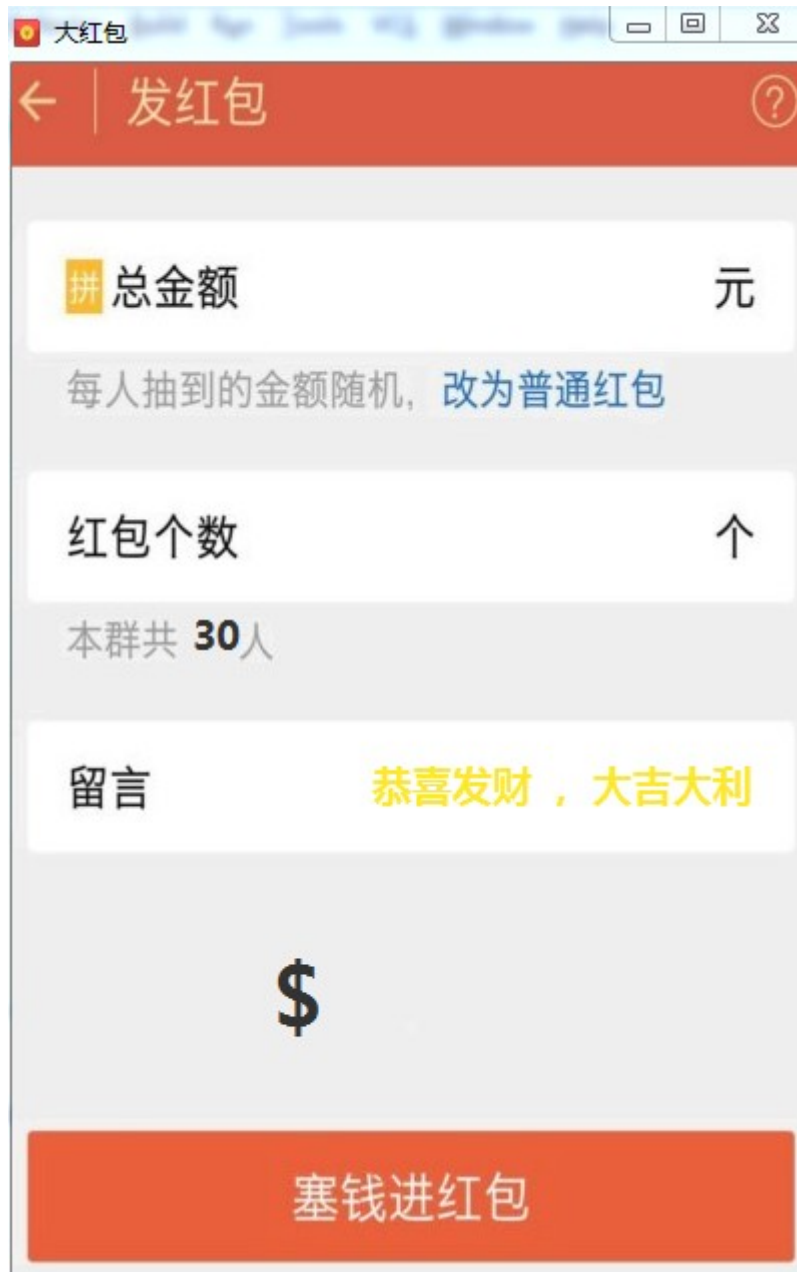 大红包
发红包 ?
拼 总金额 元
每人抽到的金额随机, 改为普通红包
红包个数 个
本群共 30人
留言 恭喜发财 , 大吉大利
$
塞钱进红包